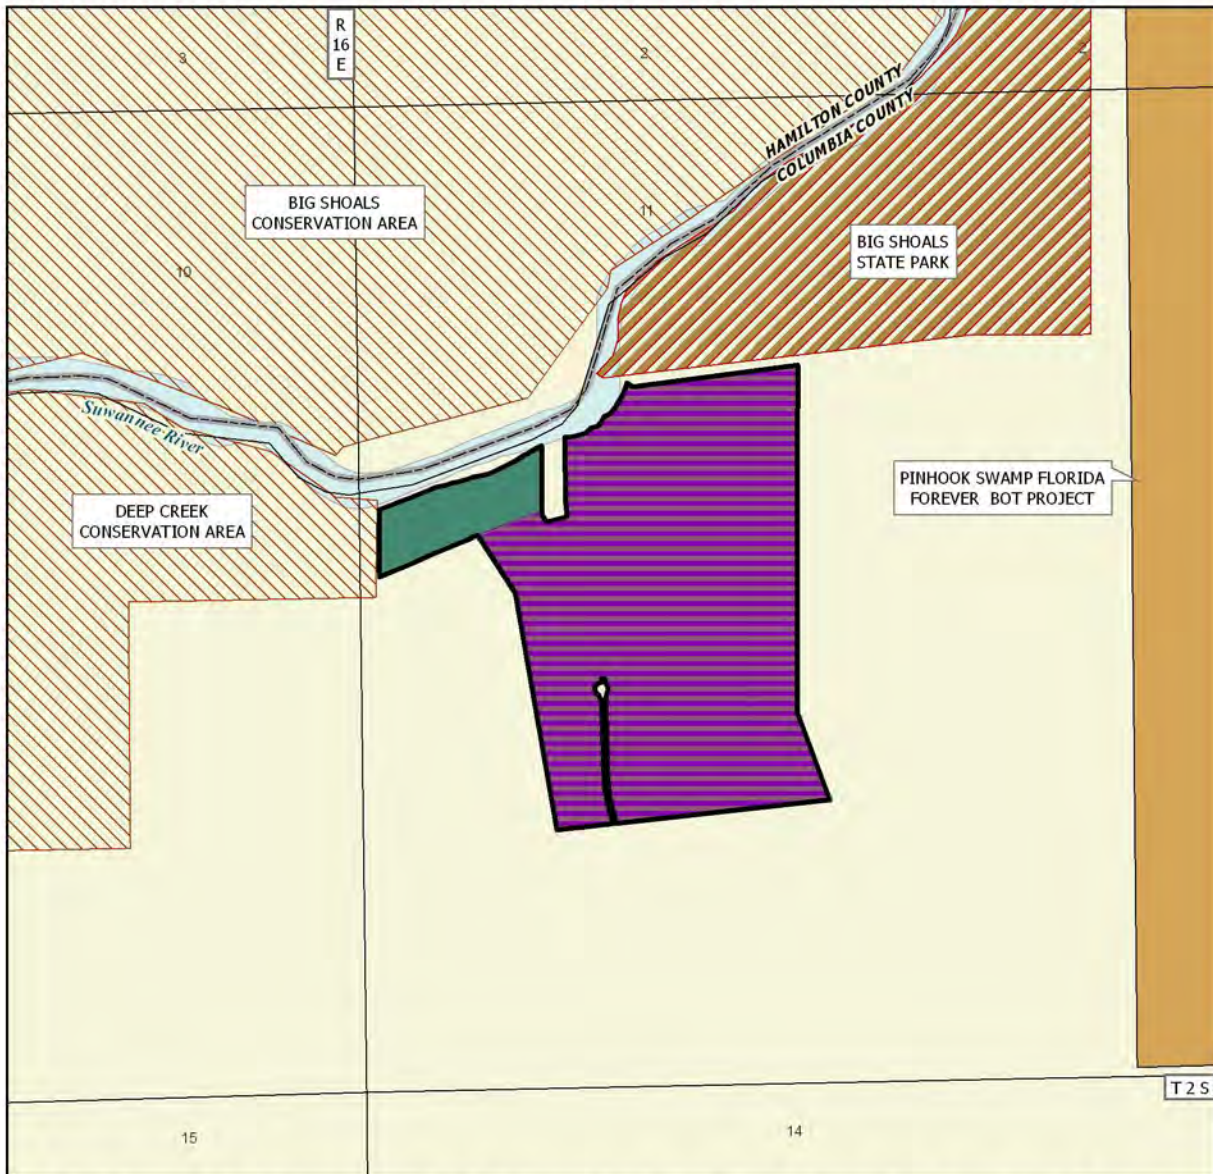 R
16
E
3
2
HAMILTON COUNTY
COLUMBIA COUNTY
BIG SHOALS
CONSERVATION AREA
11
BIG SHOALS
STATE PARK
10
Suwannee River
PINHOOK SWAMP FLORIDA
FOREVER BOT PROJECT
DEEP CREEK
CONSERVATION AREA
T 2 S
15
14